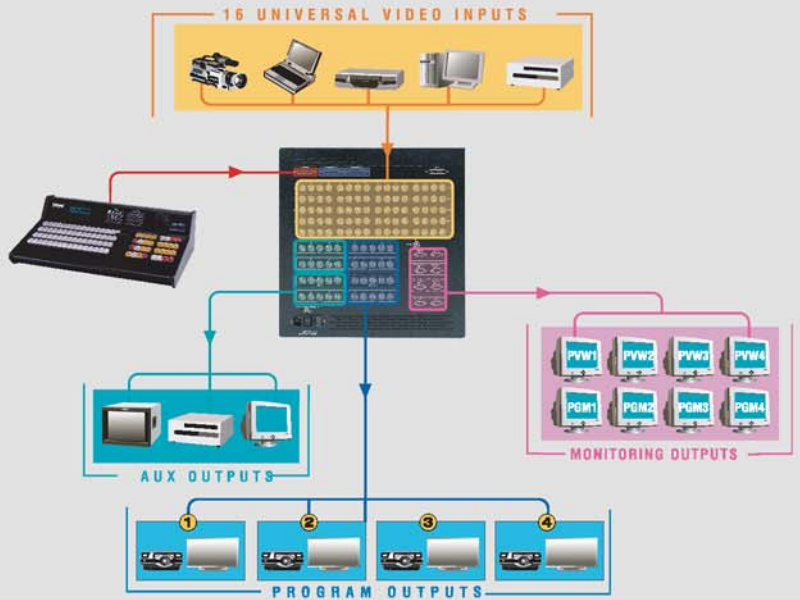 16 UNIVERSAL VIDEO INPUTS
PVW1 PVW2 PVW3 PVW4
PGM1 PGM2 PGM3 PGM4
MONITORING OUTPUTS
AUX OUTPUTS
1 2 3 4
PROGRAM OUTPUTS